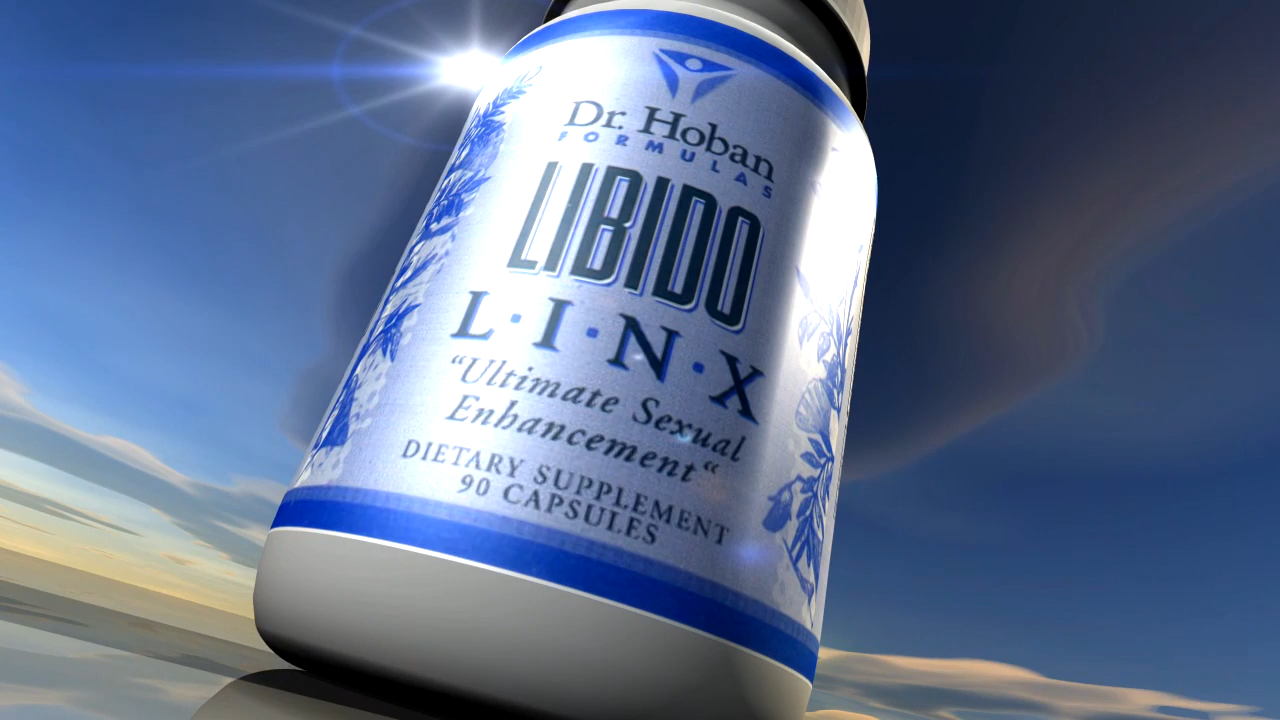 Dr. Hoban
FORMULAS
LIBIDO
L·I·N·X
“Ultimate Sexual
Enhancement“
DIETARY SUPPLEMENT
90 CAPSULES